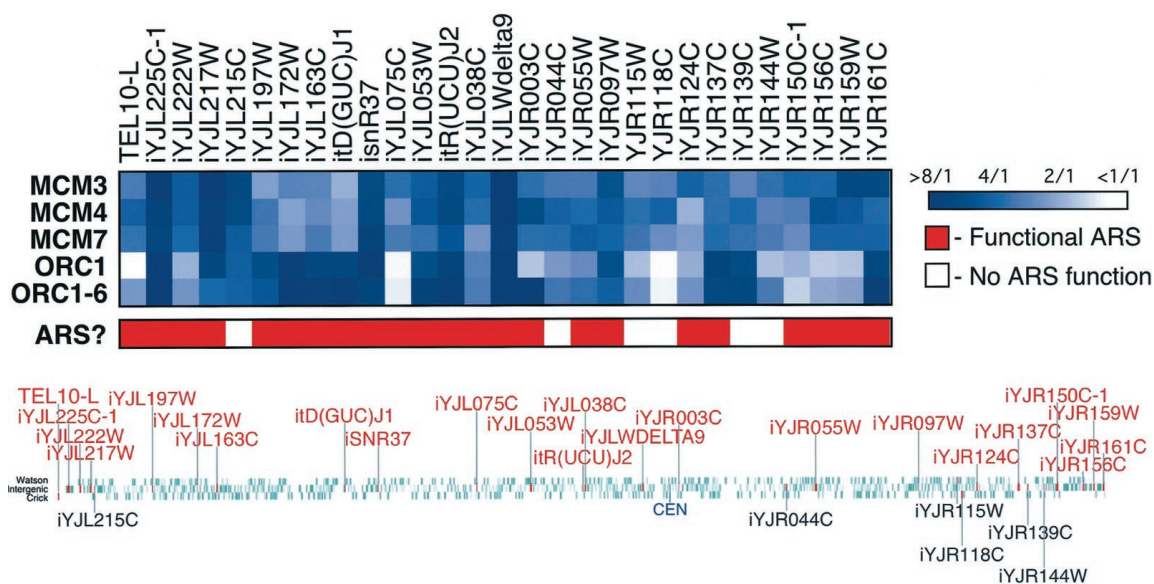 TEL10-L
iYJL225C-1
iYJL222W
iYJL217W
iYJL215C
iYJL197W
iYJL172W
iYJL163C
itD(GUC)J1
isnR37
iYJL075C
iYJL053W
itR(UCU)J2
iYJL038C
iYJLWdelta9
iYJR003C
iYJR044C
iYJR055W
iYJR097W
YJR115W
YJR118C
iYJR124C
iYJR137C
iYJR139C
iYJR144W
iYJR150C-1
iYJR156C
iYJR159W
iYJR161C
MCM3
MCM4
MCM7
ORC1
ORC1-6
ARS?
>8/1 4/1 2/1 <1/1
- Functional ARS
- No ARS function
TEL10-L
iYJL225C-1
iYJL222W
iYJL217W
iYJL197W
iYJL172W
iYJL163C
itD(GUC)J1
iSNR37
iYJL075C
iYJL053W
iYJL038C
itR(UCU)J2
iYJLWDELTA9
iYJR003C
iYJR055W
iYJR097W
iYJR124C
iYJR137C
iYJR150C-1
iYJR159W
iYJR161C
iYJR156C
Watson
Intergenic
Crick
iYJL215C
CEN
iYJR044C
iYJR115W
iYJR118C
iYJR139C
iYJR144W